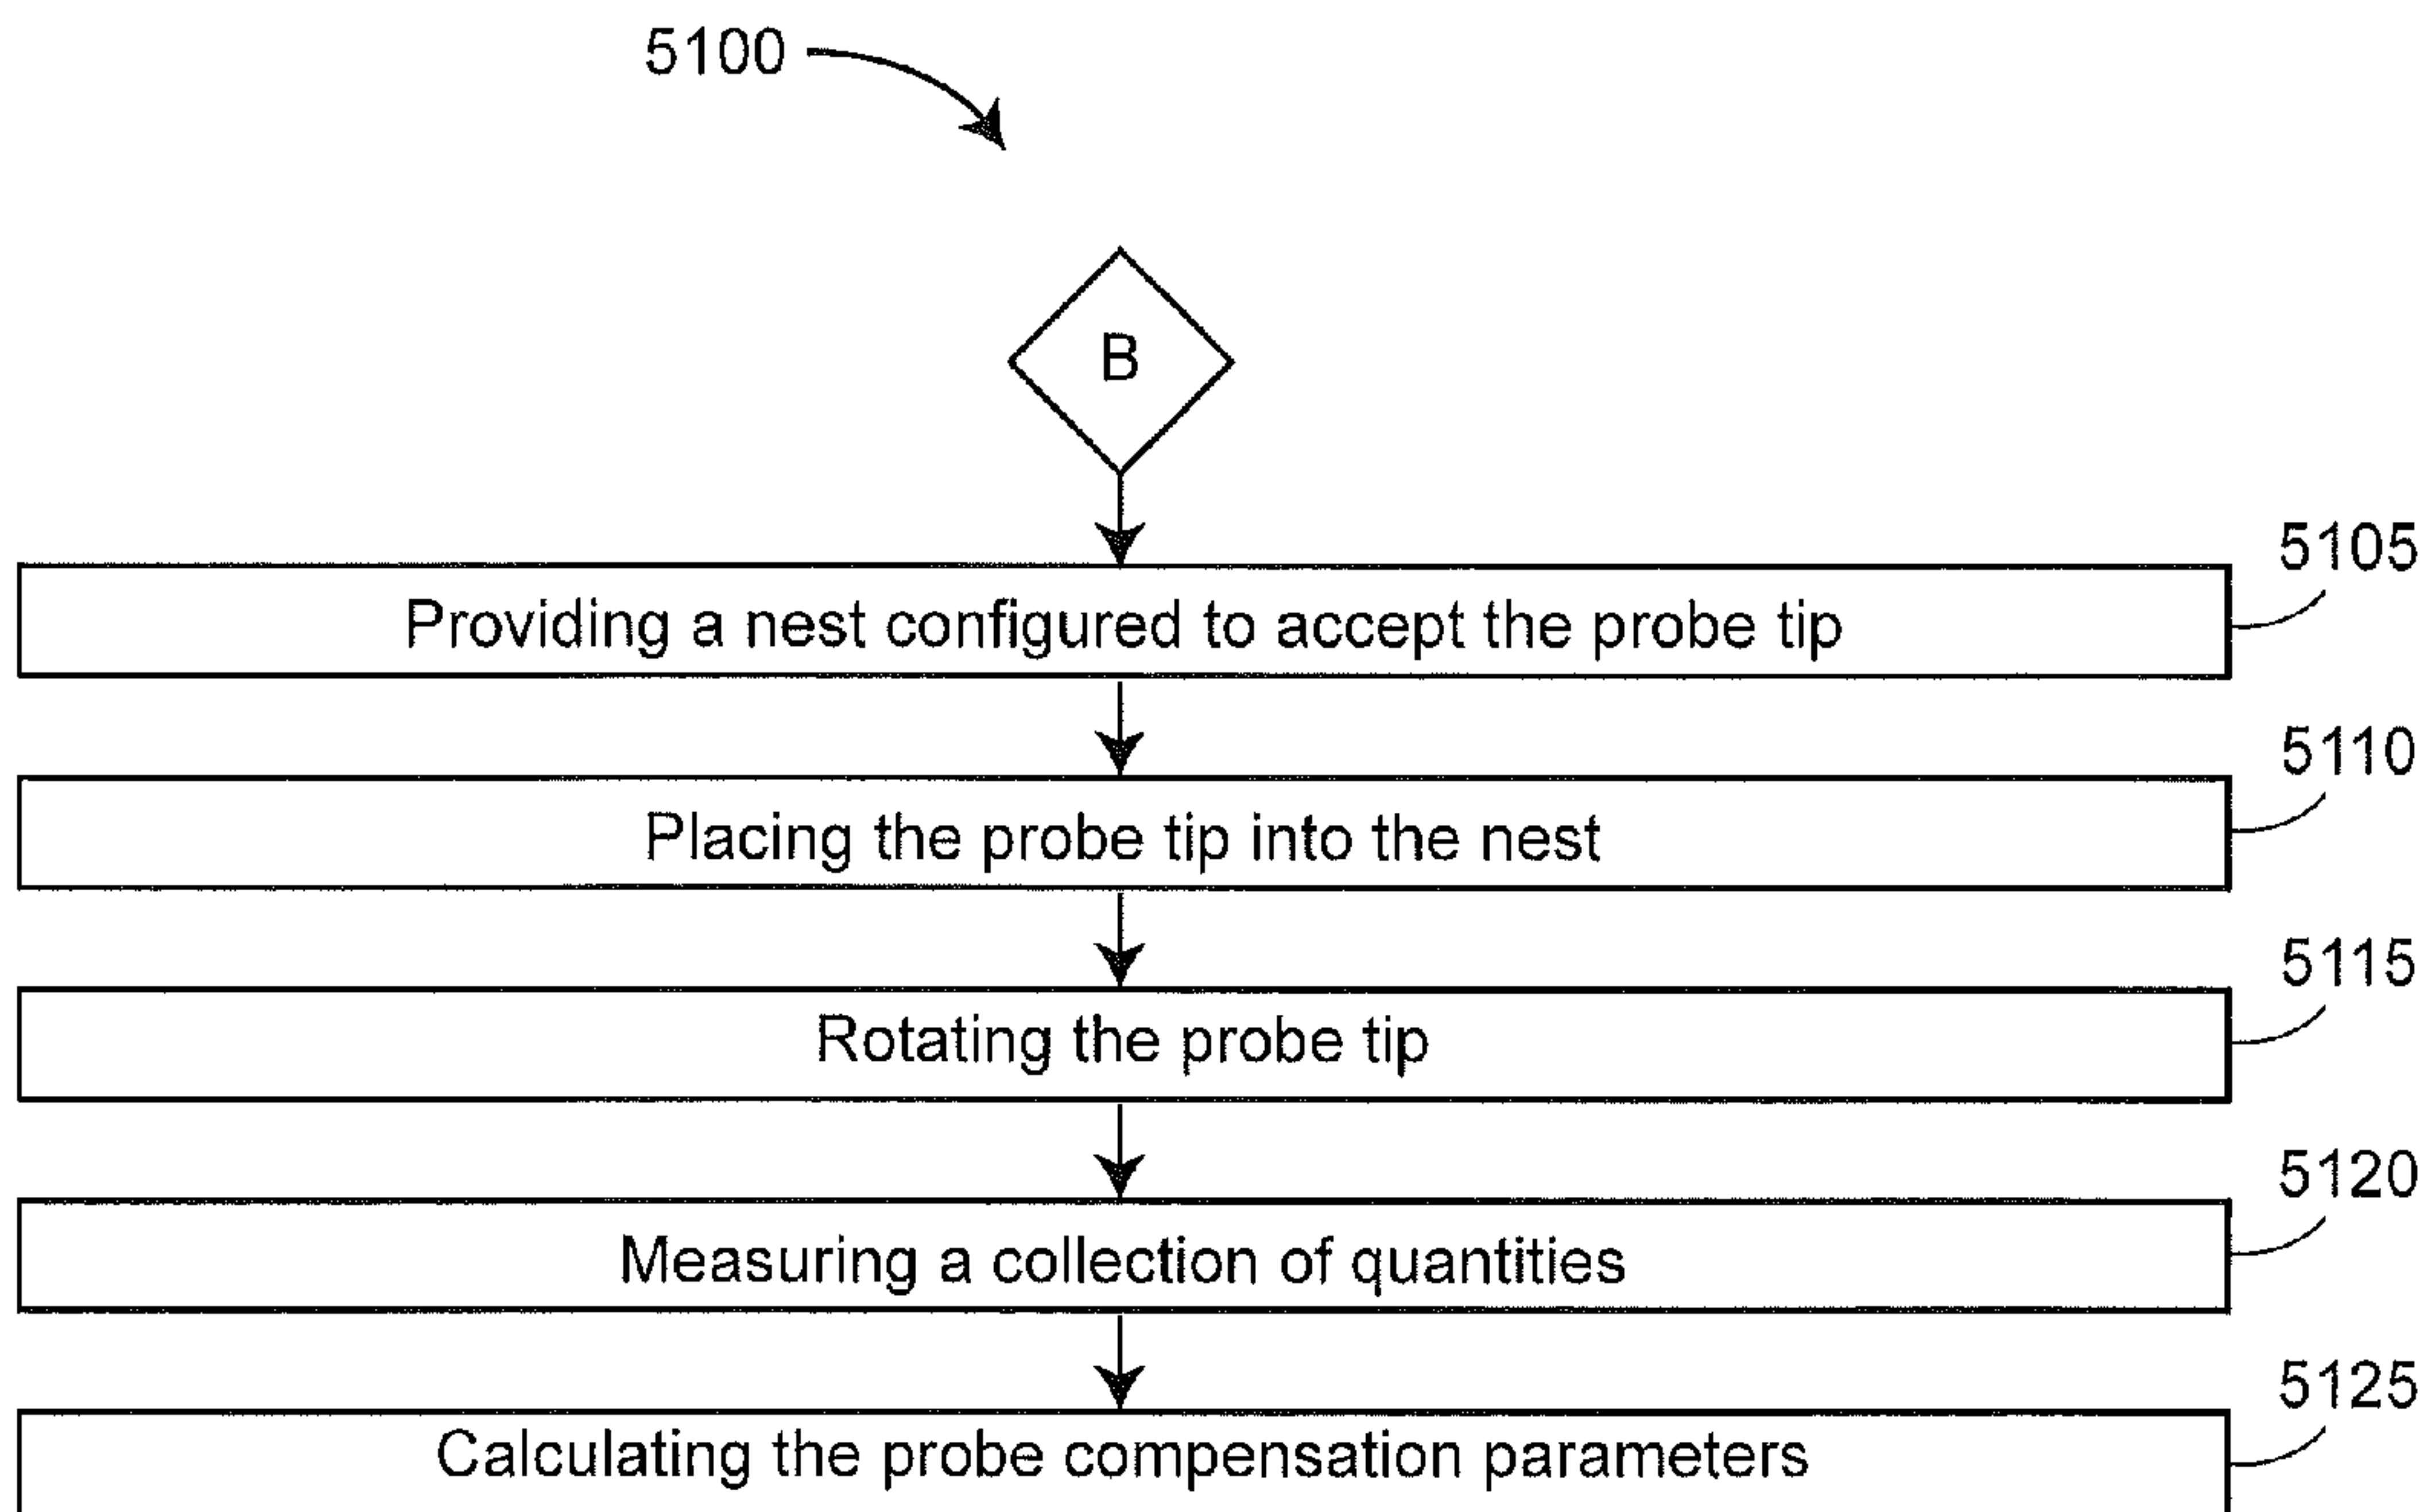 5100
B
5105
Providing a nest configured to accept the probe tip
5110
Placing the probe tip into the nest
5115
Rotating the probe tip
5120
Measuring a collection of quantities
5125
Calculating the probe compensation parameters